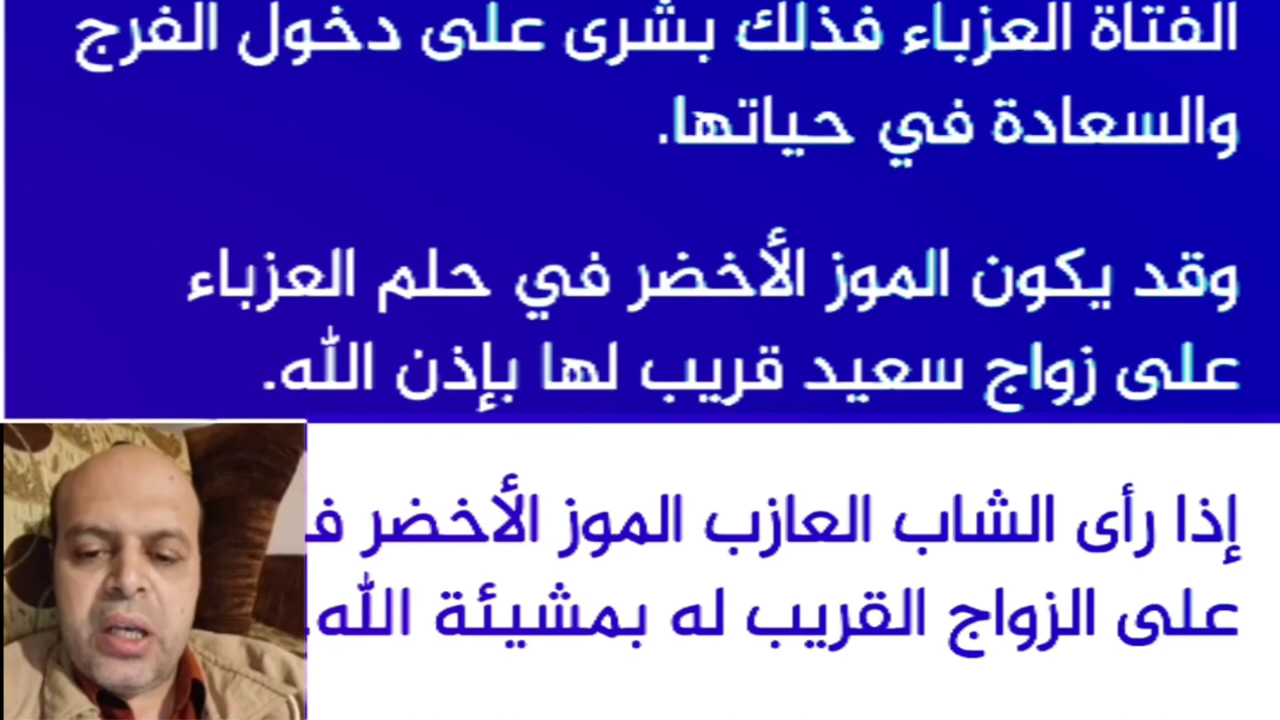 الفتاة العزباء فذلك بشرى على دخول الفرج
والسعادة في حياتها.
وقد يكون الموز الأخضر في حلم العزباء
على زواج سعيد قريب لها بإذن الله.
إذا رأى الشاب العازب الموز الأخضر
على الزواج القريب له بمشيئة الله.